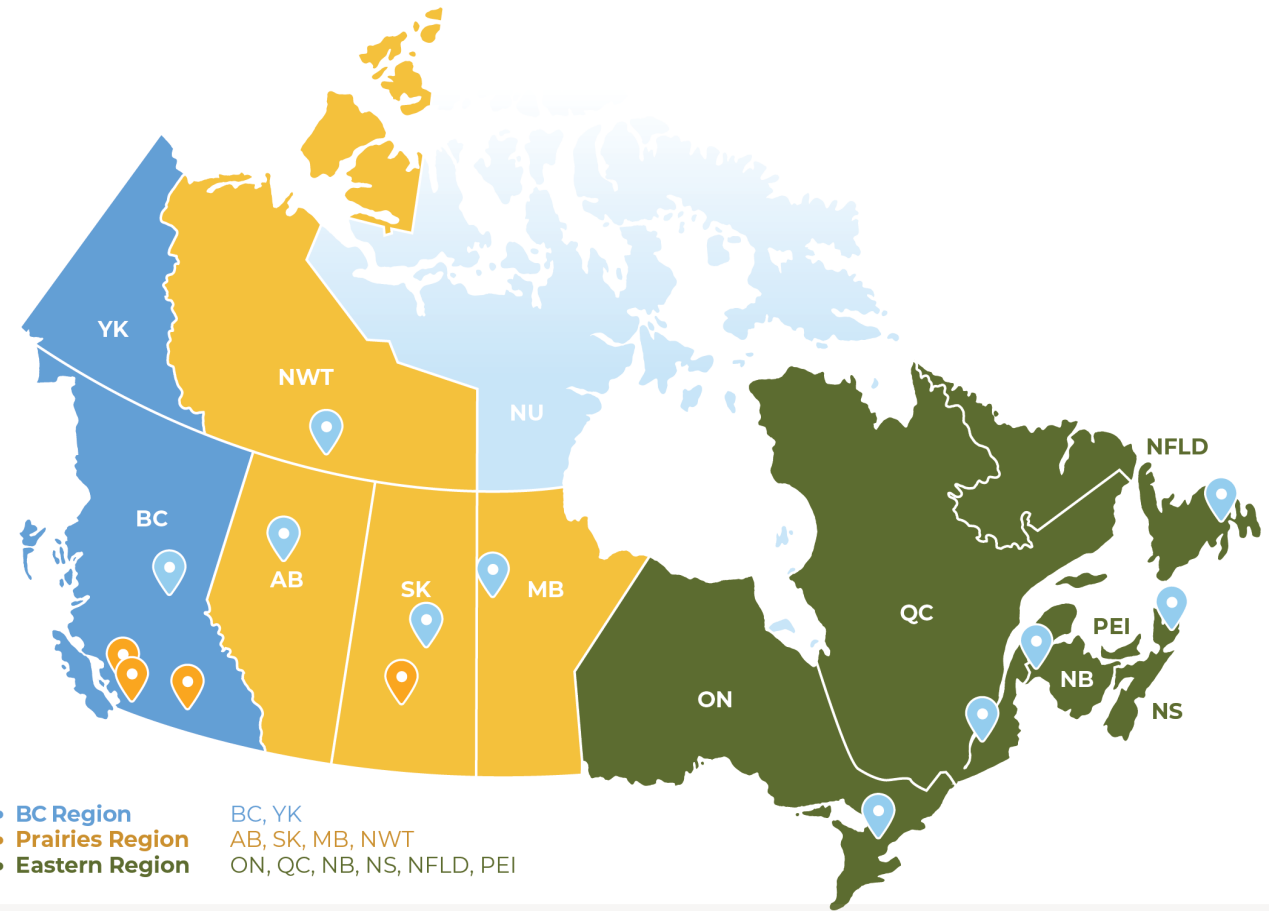 YK
NWT
NU
BC
AB
SK
MB
ON
QC
NFLD
PEI
NB
NS
• BC Region BC, YK
• Prairies Region AB, SK, MB, NWT
• Eastern Region ON, QC, NB, NS, NFLD, PEI